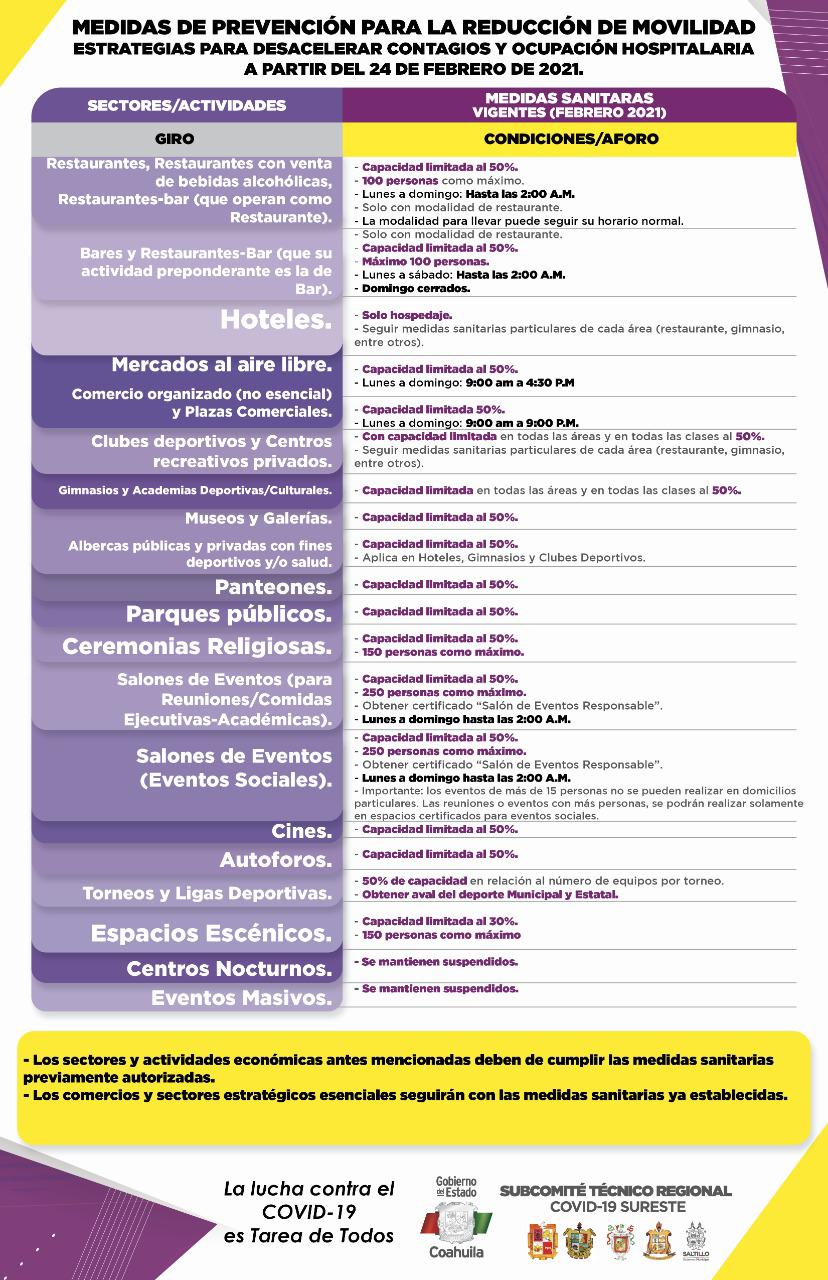 MEDIDAS DE PREVENCIÓN PARA LA REDUCCIÓN DE MOVILIDAD
ESTRATEGIAS PARA DESACELERAR CONTAGIOS Y OCUPACIÓN HOSPITALARIA
A PARTIR DEL 24 DE FEBRERO DE 2021.
SECTORES/ACTIVIDADES
MEDIDAS SANITARAS
VIGENTES (FEBRERO 2021)
GIRO
CONDICIONES/AFORO
Restaurantes, Restaurantes con venta
de bebidas alcohólicas,
Restaurantes-bar (que operan como
Restaurante).
- Capacidad limitada al 50%.
- 100 personas como máximo.
- Lunes a domingo: Hasta las 2:00 A.M.
- Solo con modalidad de restaurante.
- La modalidad para llevar puede seguir su horario normal.
Bares y Restaurantes-Bar (que su
actividad preponderante es la de
Bar).
- Solo con modalidad de restaurante.
- Capacidad limitada al 50%.
- Máximo 100 personas.
- Lunes a sábado: Hasta las 2:00 A.M.
- Domingo cerrados.
Hoteles.
- Solo hospedaje.
- Seguir medidas sanitarias particulares de cada área (restaurante, gimnasio,
entre otros).
Mercados al aire libre.
- Capacidad limitada al 50%.
- Lunes a domingo: 9:00 am a 4:30 P.M
Comercio organizado (no esencial)
y Plazas Comerciales.
- Capacidad limitada 50%.
- Lunes a domingo: 9:00 am a 9:00 P.M.
Clubes deportivos y Centros
recreativos privados.
- Con capacidad limitada en todas las áreas y en todas las clases al 50%.
- Seguir medidas sanitarias particulares de cada área (restaurante, gimnasio,
entre otros).
Gimnasios y Academias Deportivas/Culturales.
- Capacidad limitada en todas las áreas y en todas las clases al 50%.
Museos y Galerías.
- Capacidad limitada al 50%.
Albercas públicas y privadas con fines
deportivos y/o salud.
- Capacidad limitada al 50%.
- Aplica en Hoteles, Gimnasios y Clubes Deportivos.
Panteones.
- Capacidad limitada al 50%.
Parques públicos.
- Capacidad limitada al 50%.
Ceremonias Religiosas.
- Capacidad limitada al 50%.
- 150 personas como máximo.
Salones de Eventos (para
Reuniones/Comidas
Ejecutivas-Académicas).
- Capacidad limitada al 50%.
- 250 personas como máximo.
- Obtener certificado “Salón de Eventos Responsable”.
- Lunes a domingo hasta las 2:00 A.M.
Salones de Eventos
(Eventos Sociales).
- Capacidad limitada al 50%.
- 250 personas como máximo.
- Obtener certificado “Salón de Eventos Responsable”.
- Lunes a domingo hasta las 2:00 A.M.
- Importante: los eventos de más de 15 personas no se pueden realizar en domicilios
particulares. Las reuniones o eventos con más personas, se podrán realizar solamente
en espacios certificados para eventos sociales.
Cines.
- Capacidad limitada al 50%.
Autoforos.
- Capacidad limitada al 50%.
Torneos y Ligas Deportivas.
- 50% de capacidad en relación al número de equipos por torneo.
- Obtener aval del deporte Municipal y Estatal.
Espacios Escénicos.
- Capacidad limitada al 30%.
- 150 personas como máximo
Centros Nocturnos.
- Se mantienen suspendidos.
Eventos Masivos.
- Se mantienen suspendidos.
- Los sectores y actividades económicas antes mencionadas deben de cumplir las medidas sanitarias
previamente autorizadas.
- Los comercios y sectores estratégicos esenciales seguirán con las medidas sanitarias ya establecidas.
La lucha contra el
COVID-19
es Tarea de Todos
Gobierno
de Estado
Coahuila
SUBCOMITÉ TÉCNICO REGIONAL
COVID-19 SURESTE
SALTILLO